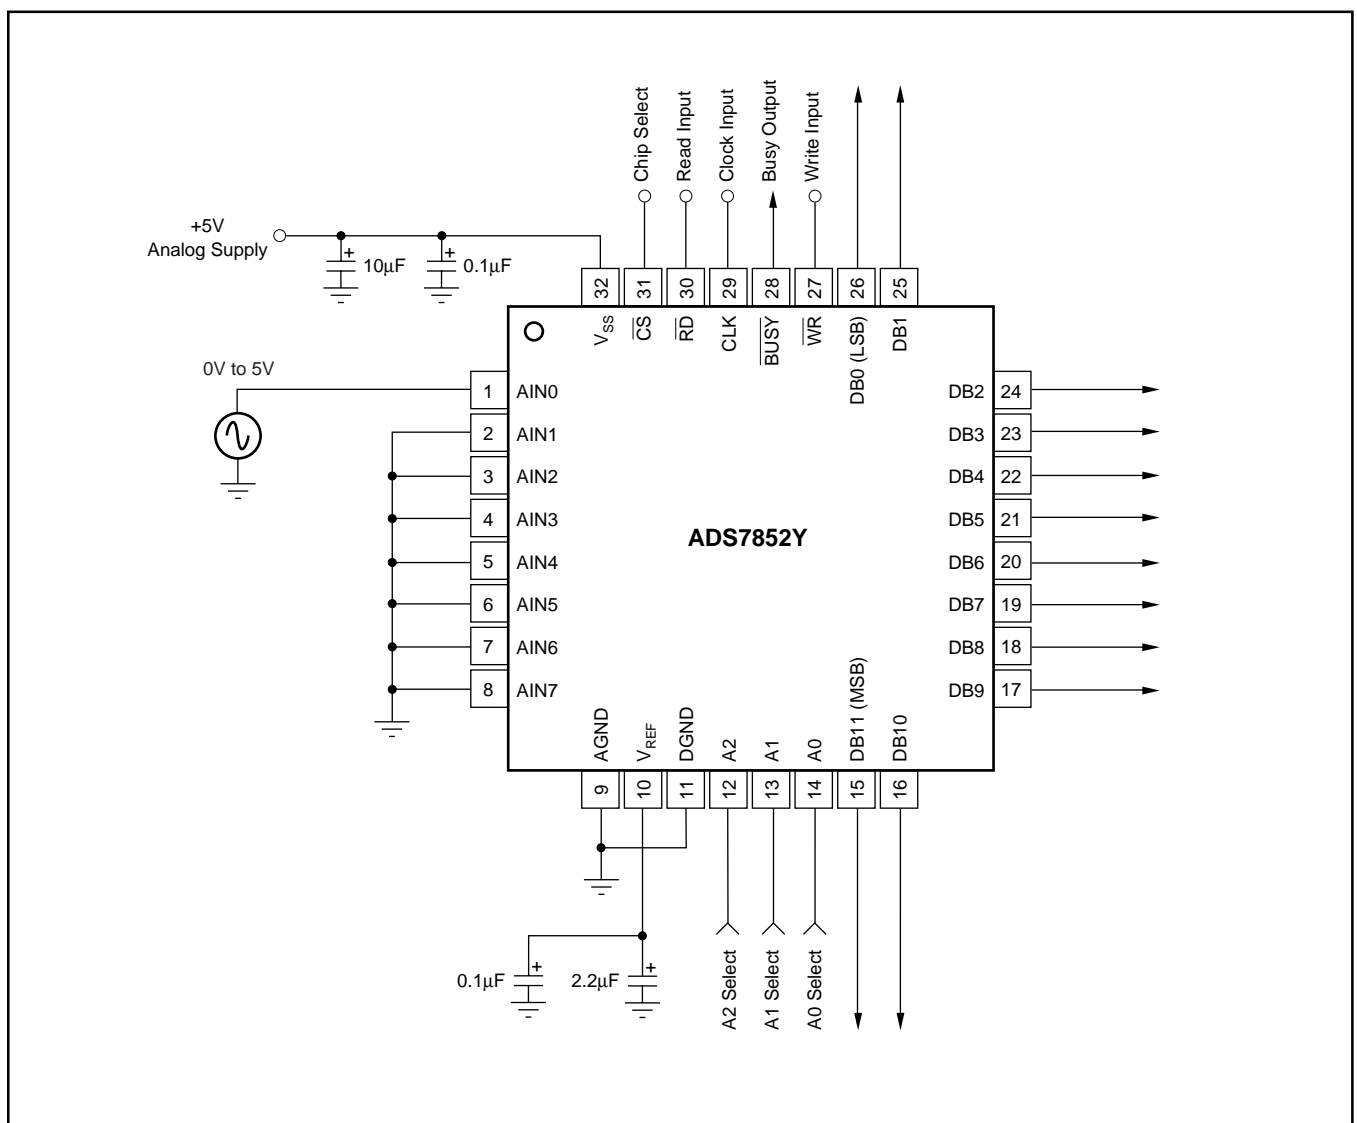 Chip Select
Read Input
Clock Input
Busy Output
Write Input
+5V
Analog Supply
+
10µF
+
0.1µF
32
31
30
29
28
27
26
25
VSS
CS
RD
CLK
BUSY
WR
DB0 (LSB)
DB1
0V to 5V
1 AIN0
2 AIN1
3 AIN2
4 AIN3
5 AIN4
6 AIN5
7 AIN6
8 AIN7
ADS7852Y
DB2 24
DB3 23
DB4 22
DB5 21
DB6 20
DB7 19
DB8 18
DB9 17
AGND
VREF
DGND
A2
A1
A0
DB11 (MSB)
DB10
9
10
11
12
13
14
15
16
0.1µF
+
2.2µF
+
A2 Select
A1 Select
A0 Select